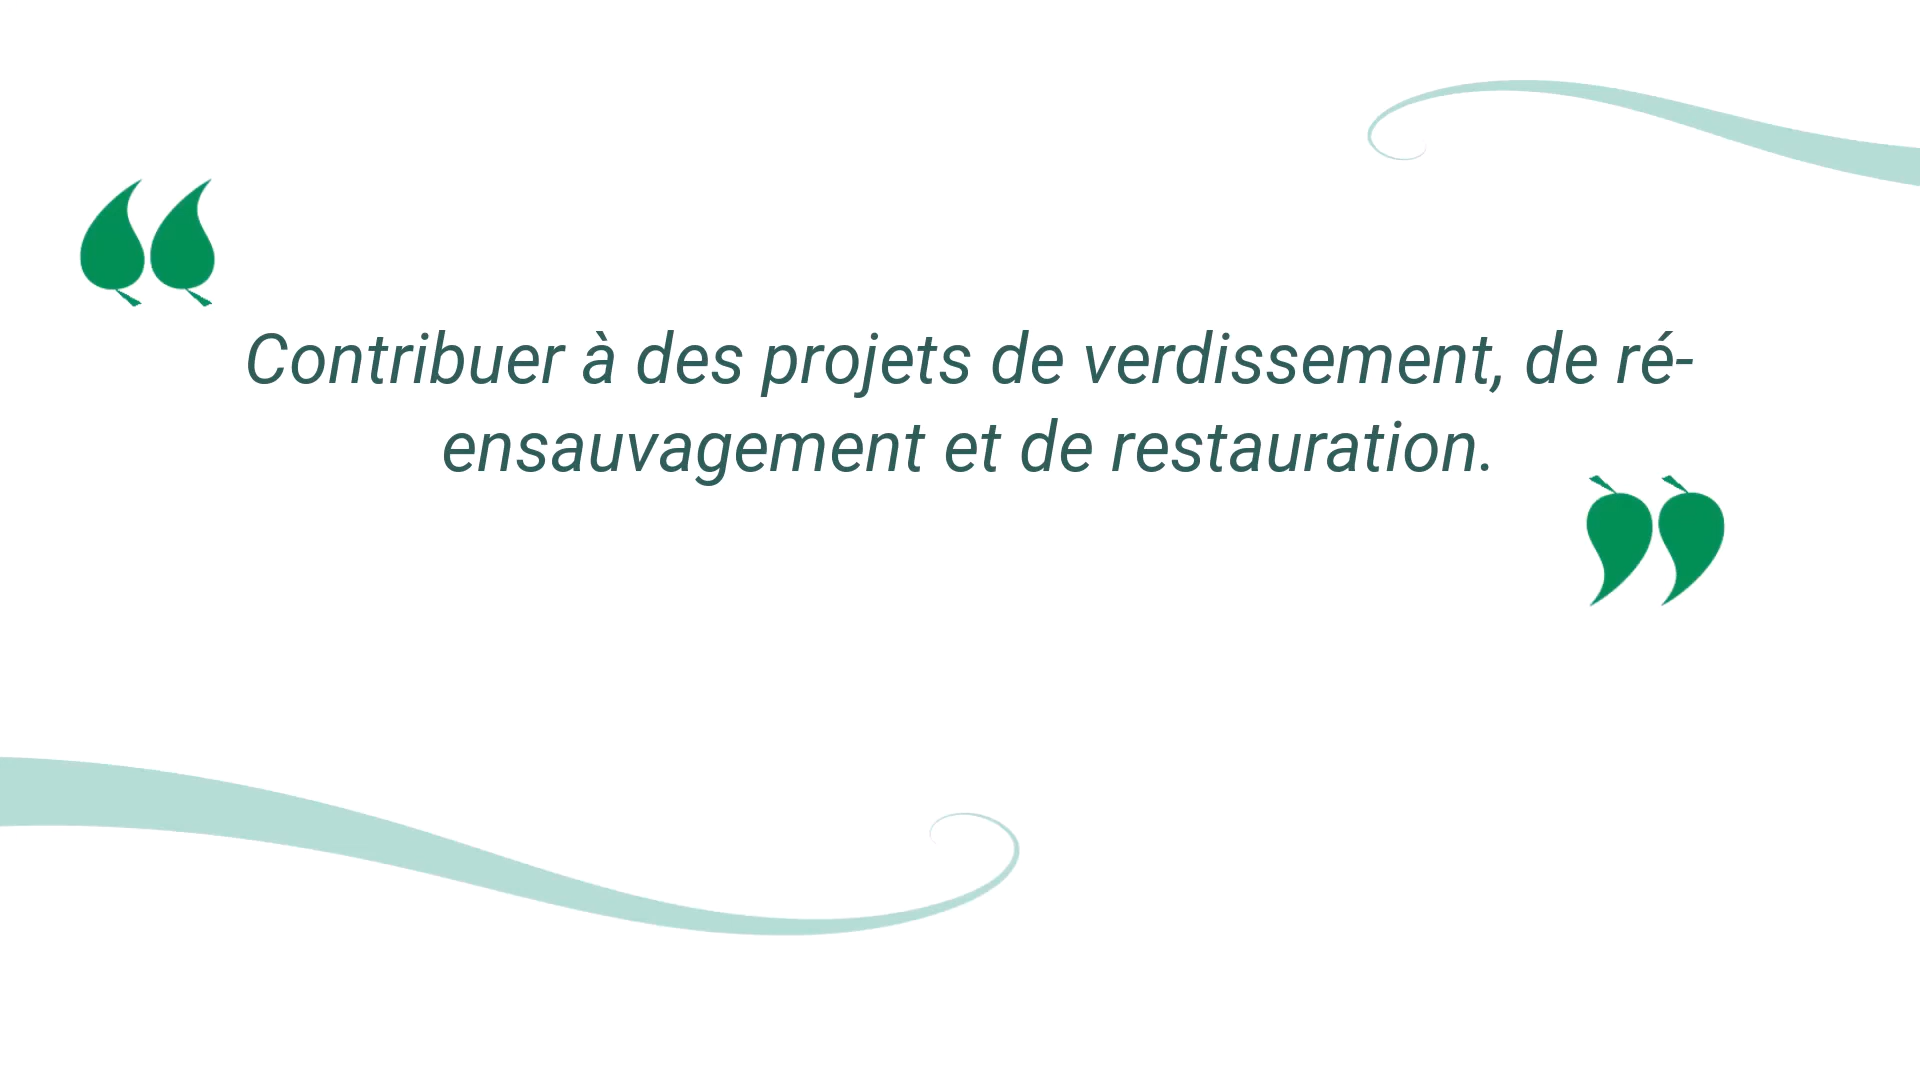 Contribuer à des projets de verdissement, de ré-
ensauvagement et de restauration.